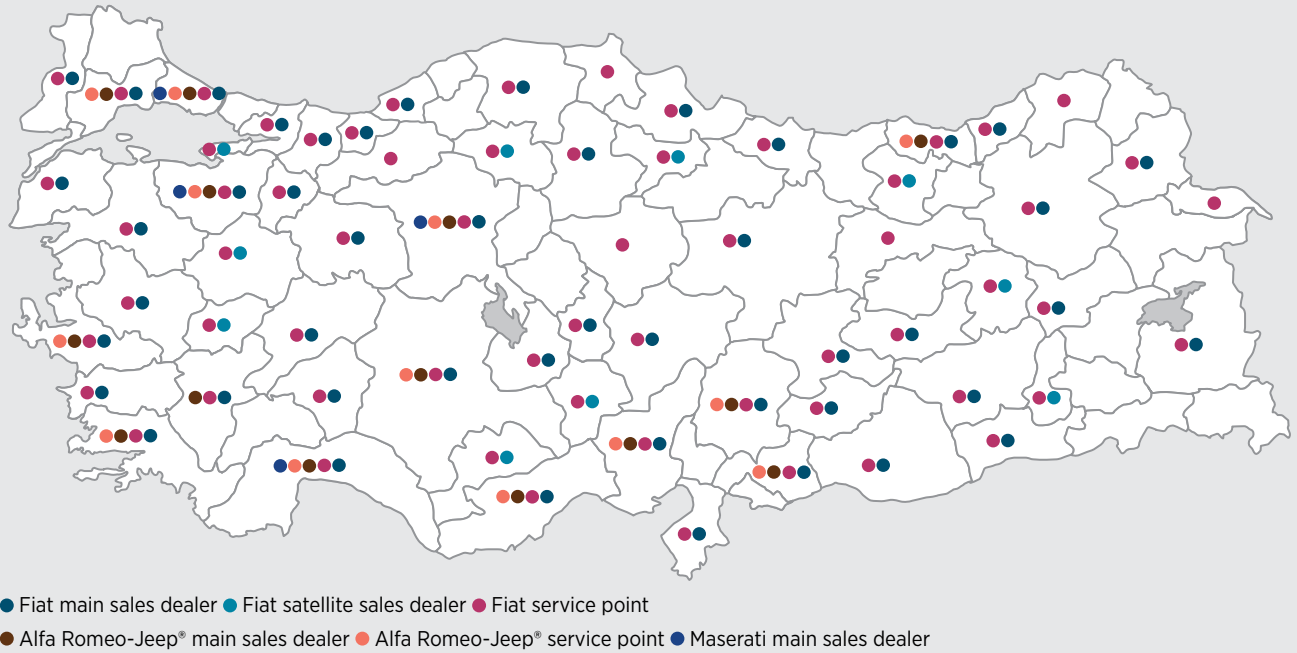 Fiat main sales dealer Fiat satellite sales dealer Fiat service point
Alfa Romeo-Jeep® main sales dealer Alfa Romeo-Jeep® service point Maserati main sales dealer